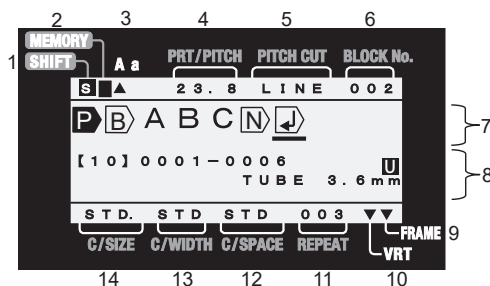 2 3 4 5 6
MEMORY
1 SHIFT A a PRT/PITCH PITCH CUT BLOCK No.
S ▲ 23.8 LINE 002
P B A B C N ↲ 7
【10】0001-0006 8
U
TUBE 3.6mm
STD. STD STD 003 ▼▼
C/SIZE C/WIDTH C/SPACE REPEAT FRAME 9
VRT
14 13 12 11 10